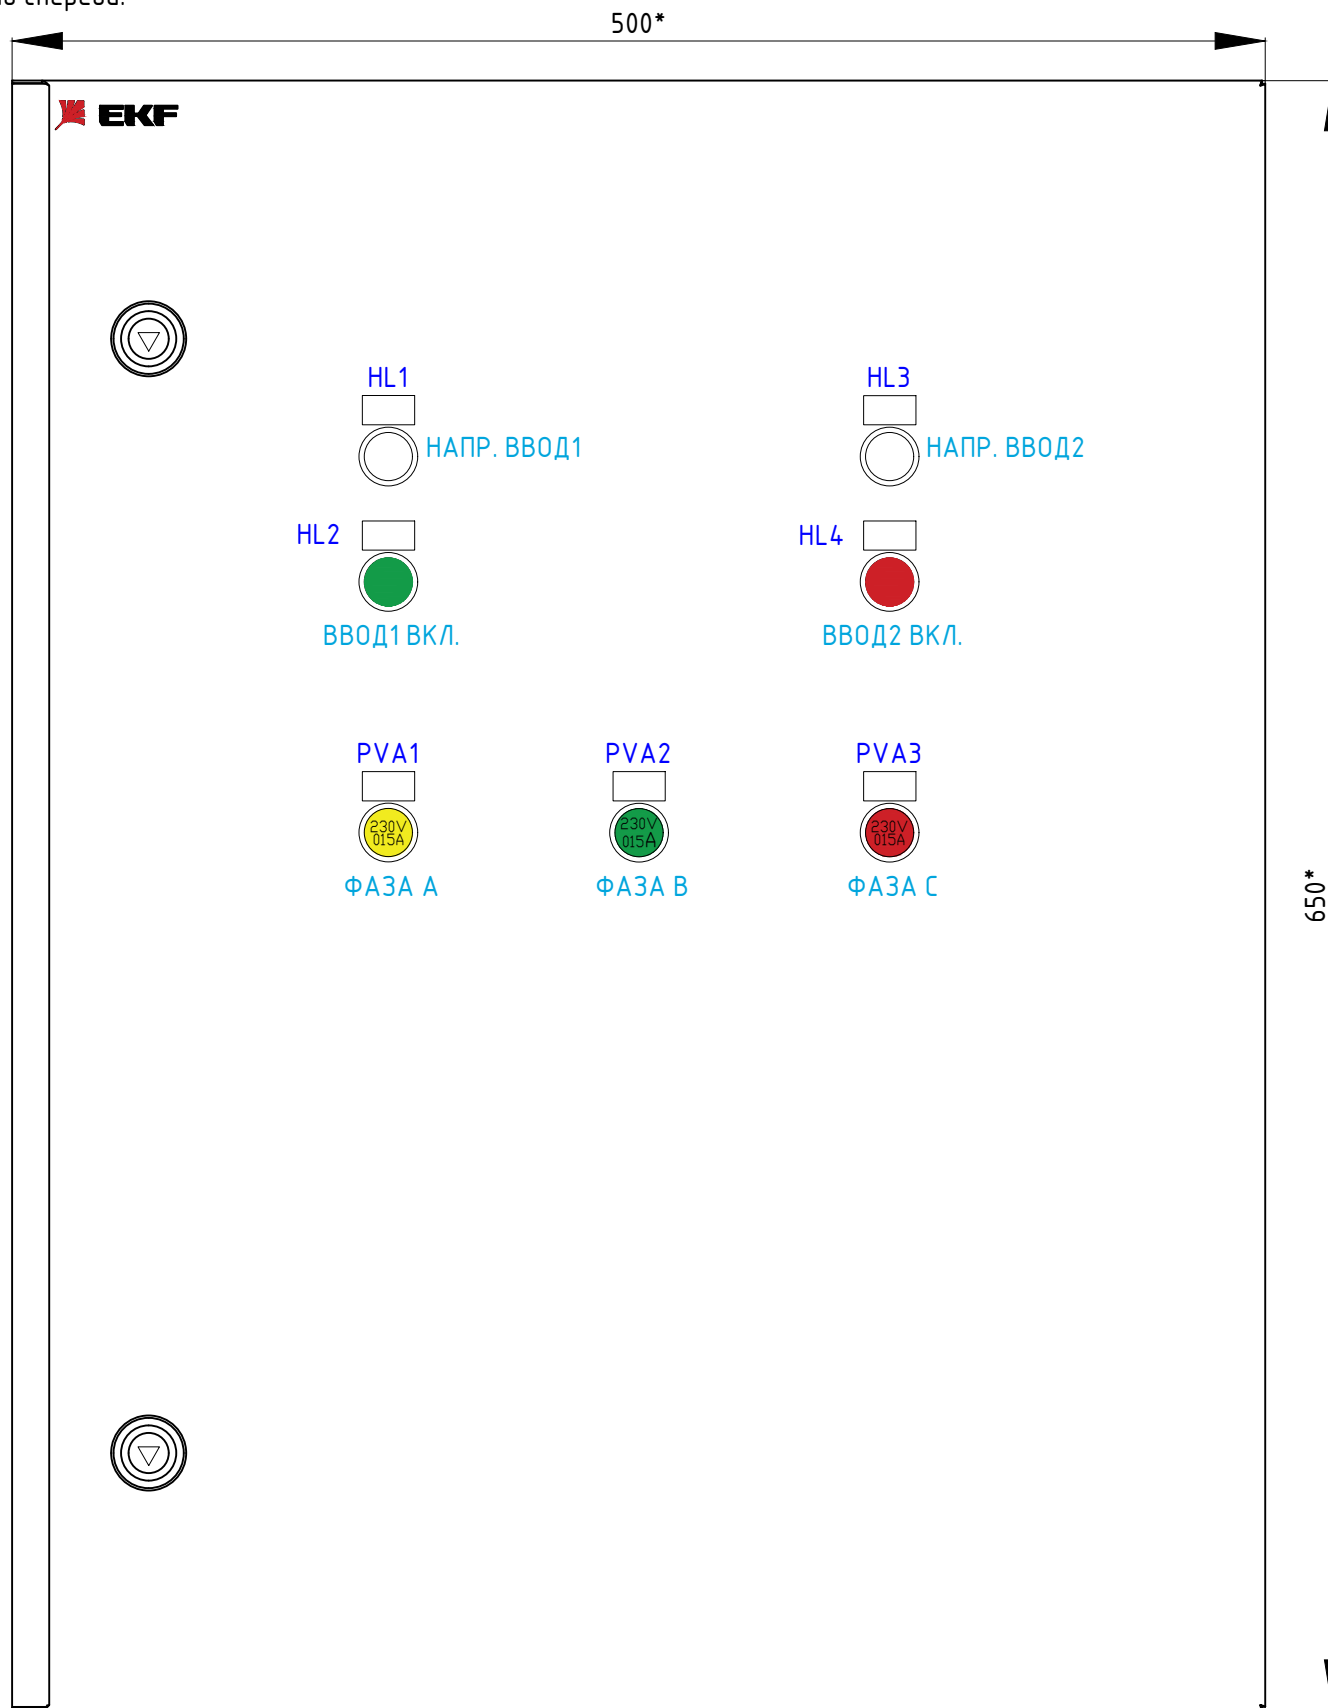 500*
EKF
HL1
HL3
НАПР. ВВОД1
НАПР. ВВОД2
HL2
HL4
ВВОД1 ВКЛ.
ВВОД2 ВКЛ.
PVA1
PVA2
PVA3
230V
015A
230V
015A
230V
015A
ФАЗА A
ФАЗА B
ФАЗА C
650*